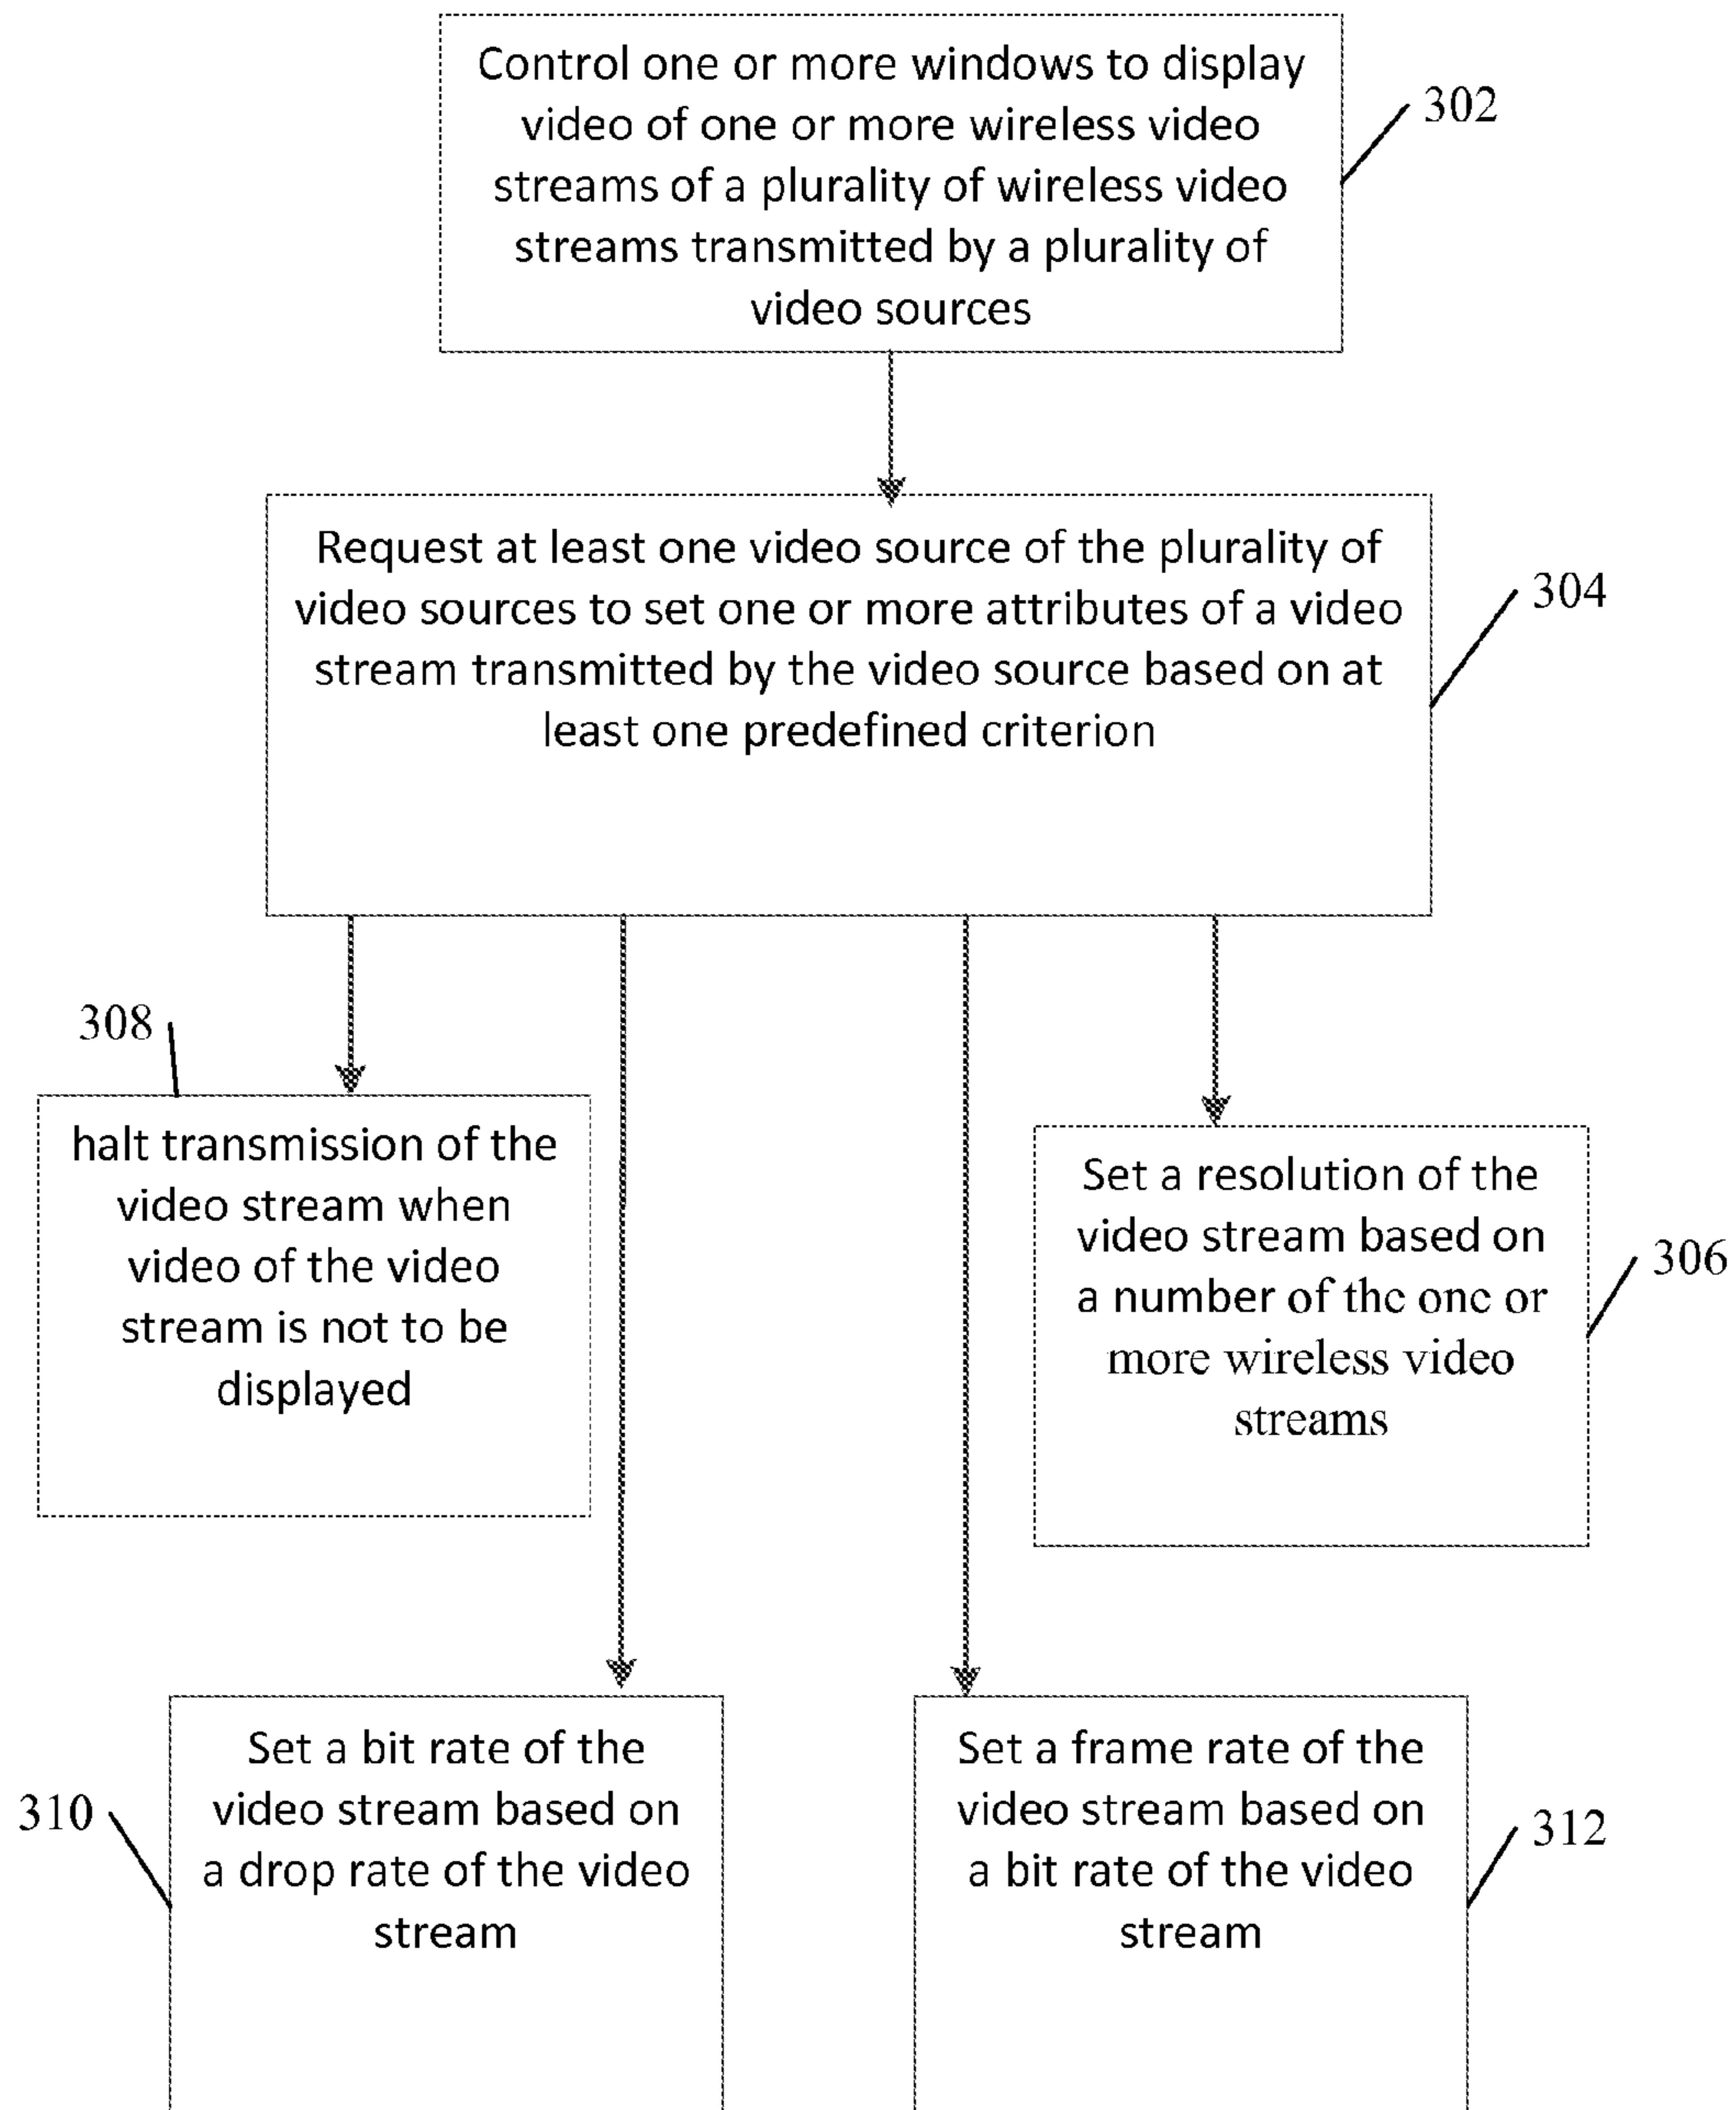 Control one or more windows to display
video of one or more wireless video
streams of a plurality of wireless video
streams transmitted by a plurality of
video sources
302
Request at least one video source of the plurality of
video sources to set one or more attributes of a video
stream transmitted by the video source based on at
least one predefined criterion
304
308
halt transmission of the
video stream when
video of the video
stream is not to be
displayed
Set a resolution of the
video stream based on
a number of the one or
more wireless video
streams
306
310
Set a bit rate of the
video stream based on
a drop rate of the video
stream
Set a frame rate of the
video stream based on
a bit rate of the video
stream
312